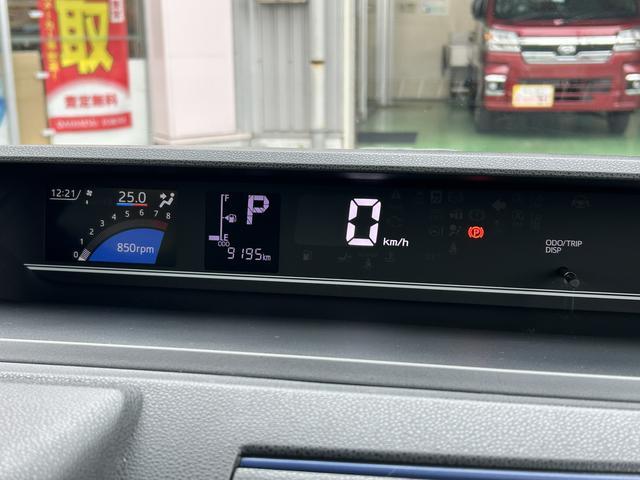 取
査定無料
12:21
25.0
0 1 2 3 4 5 6 7 8
850rpm
F
E
P
ODO
9195km
0
km/h
P
ODO/TRIP
DISP